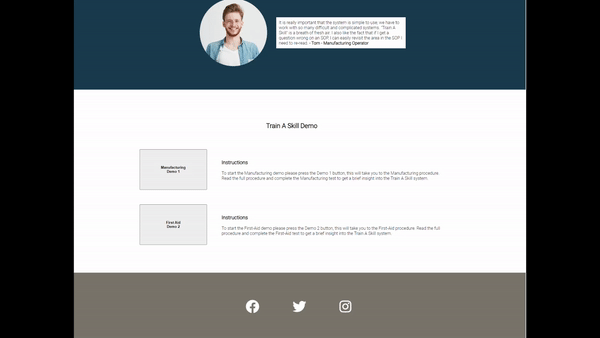 It is really important that the system is simple to use, we have to
work with so many difficult and complicated systems. "Train A
Skill" is a breath of fresh air. I also like the fact that if I get a
question wrong on an SOP, I can easily revisit the area in the SOP I
need to re-read. - Tom - Manufacturing Operator
Train A Skill Demo
Manufacturing
Demo 1
Instructions
To start the Manufacturing demo please press the Demo 1 button, this will take you to the Manufacturing procedure.
Read the full procedure and complete the Manufacturing test to get a brief insight into the Train A Skill system.
First-Aid
Demo 2
Instructions
To start the First-Aid demo please press the Demo 2 button, this will take you to the First-Aid procedure. Read the full
procedure and complete the First-Aid test to get a brief insight into the Train A Skill system.